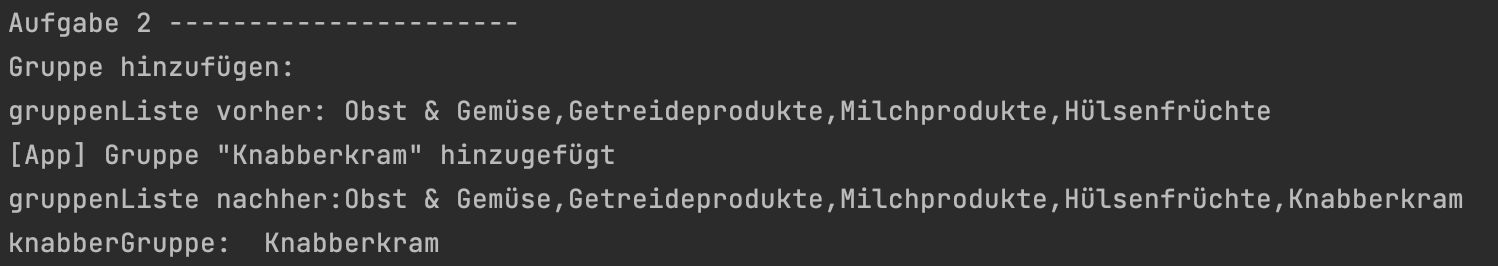 Aufgabe 2 ----------------------
Gruppe hinzufügen:
gruppenListe vorher: Obst & Gemüse,Getreideprodukte,Milchprodukte,Hülsenfrüchte
[App] Gruppe "Knabberkram" hinzugefügt
gruppenListe nachher:Obst & Gemüse,Getreideprodukte,Milchprodukte,Hülsenfrüchte,Knabberkram
knabberGruppe:  Knabberkram